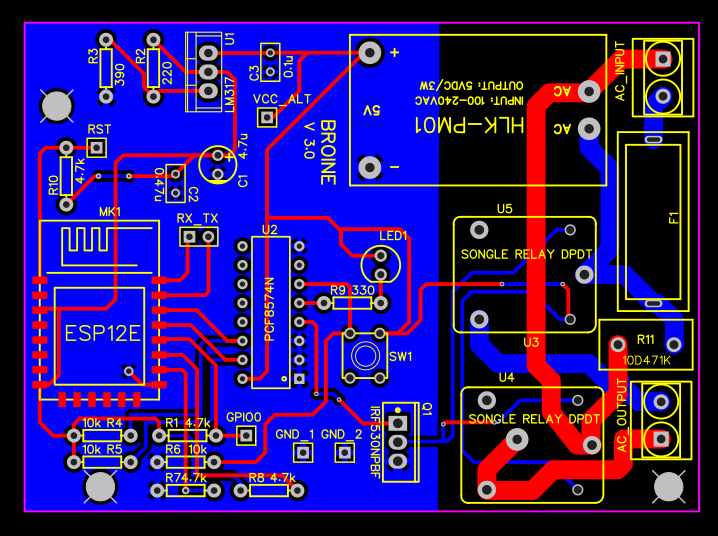 R3
390
R2
220
U1
LM317
C3
0.1u
VCC_ALT
+
5V
-
AC
AC
OUTPUT: 5VDC/3W
INPUT: 100-240VAC
HLK-PM01
AC_INPUT
BROINE
V 3.0
RST
R10
4.7k
+
4.7u
C1
0.47u
C2
MK1
RX_TX
U2
PCF8574N
LED1
R9 330
F1
U5
SONGLE RELAY DPDT
U3
ESP12E
SW1
R11
10D471K
U4
SONGLE RELAY DPDT
AC_OUTPUT
Q1
IRF530NPBF
10k R4
R1 4.7k
GPIO0
10k R5
R6 10k
GND_1
GND_2
R7 4.7k
R8 4.7k